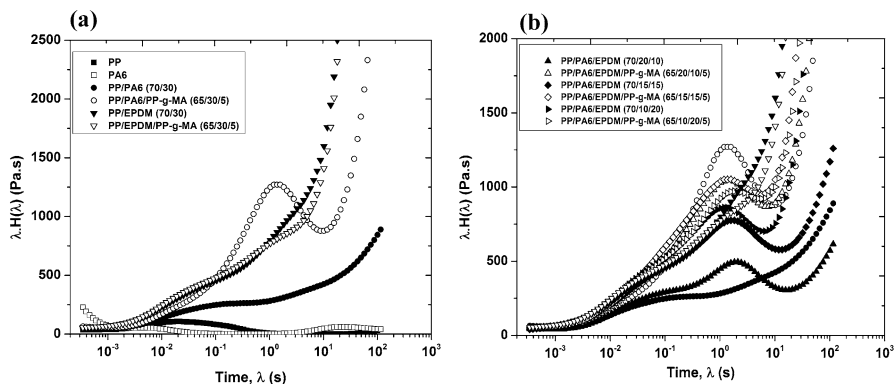 (a)
2500
2000
1500
1000
500
0
λ.H(λ) (Pa.s)
PP
PA6
PP/PA6 (70/30)
PP/PA6/PP-g-MA (65/30/5)
PP/EPDM (70/30)
PP/EPDM/PP-g-MA (65/30/5)
10⁻³ 10⁻² 10⁻¹ 10⁰ 10¹ 10² 10³
Time, λ (s)
(b)
2000
1500
1000
500
0
λ.H(λ) (Pa.s)
PP/PA6/EPDM (70/20/10)
PP/PA6/EPDM/PP-g-MA (65/20/10/5)
PP/PA6/EPDM (70/15/15)
PP/PA6/EPDM/PP-g-MA (65/15/15/5)
PP/PA6/EPDM (70/10/20)
PP/PA6/EPDM/PP-g-MA (65/10/20/5)
10⁻³ 10⁻² 10⁻¹ 10⁰ 10¹ 10² 10³
Time, λ (s)